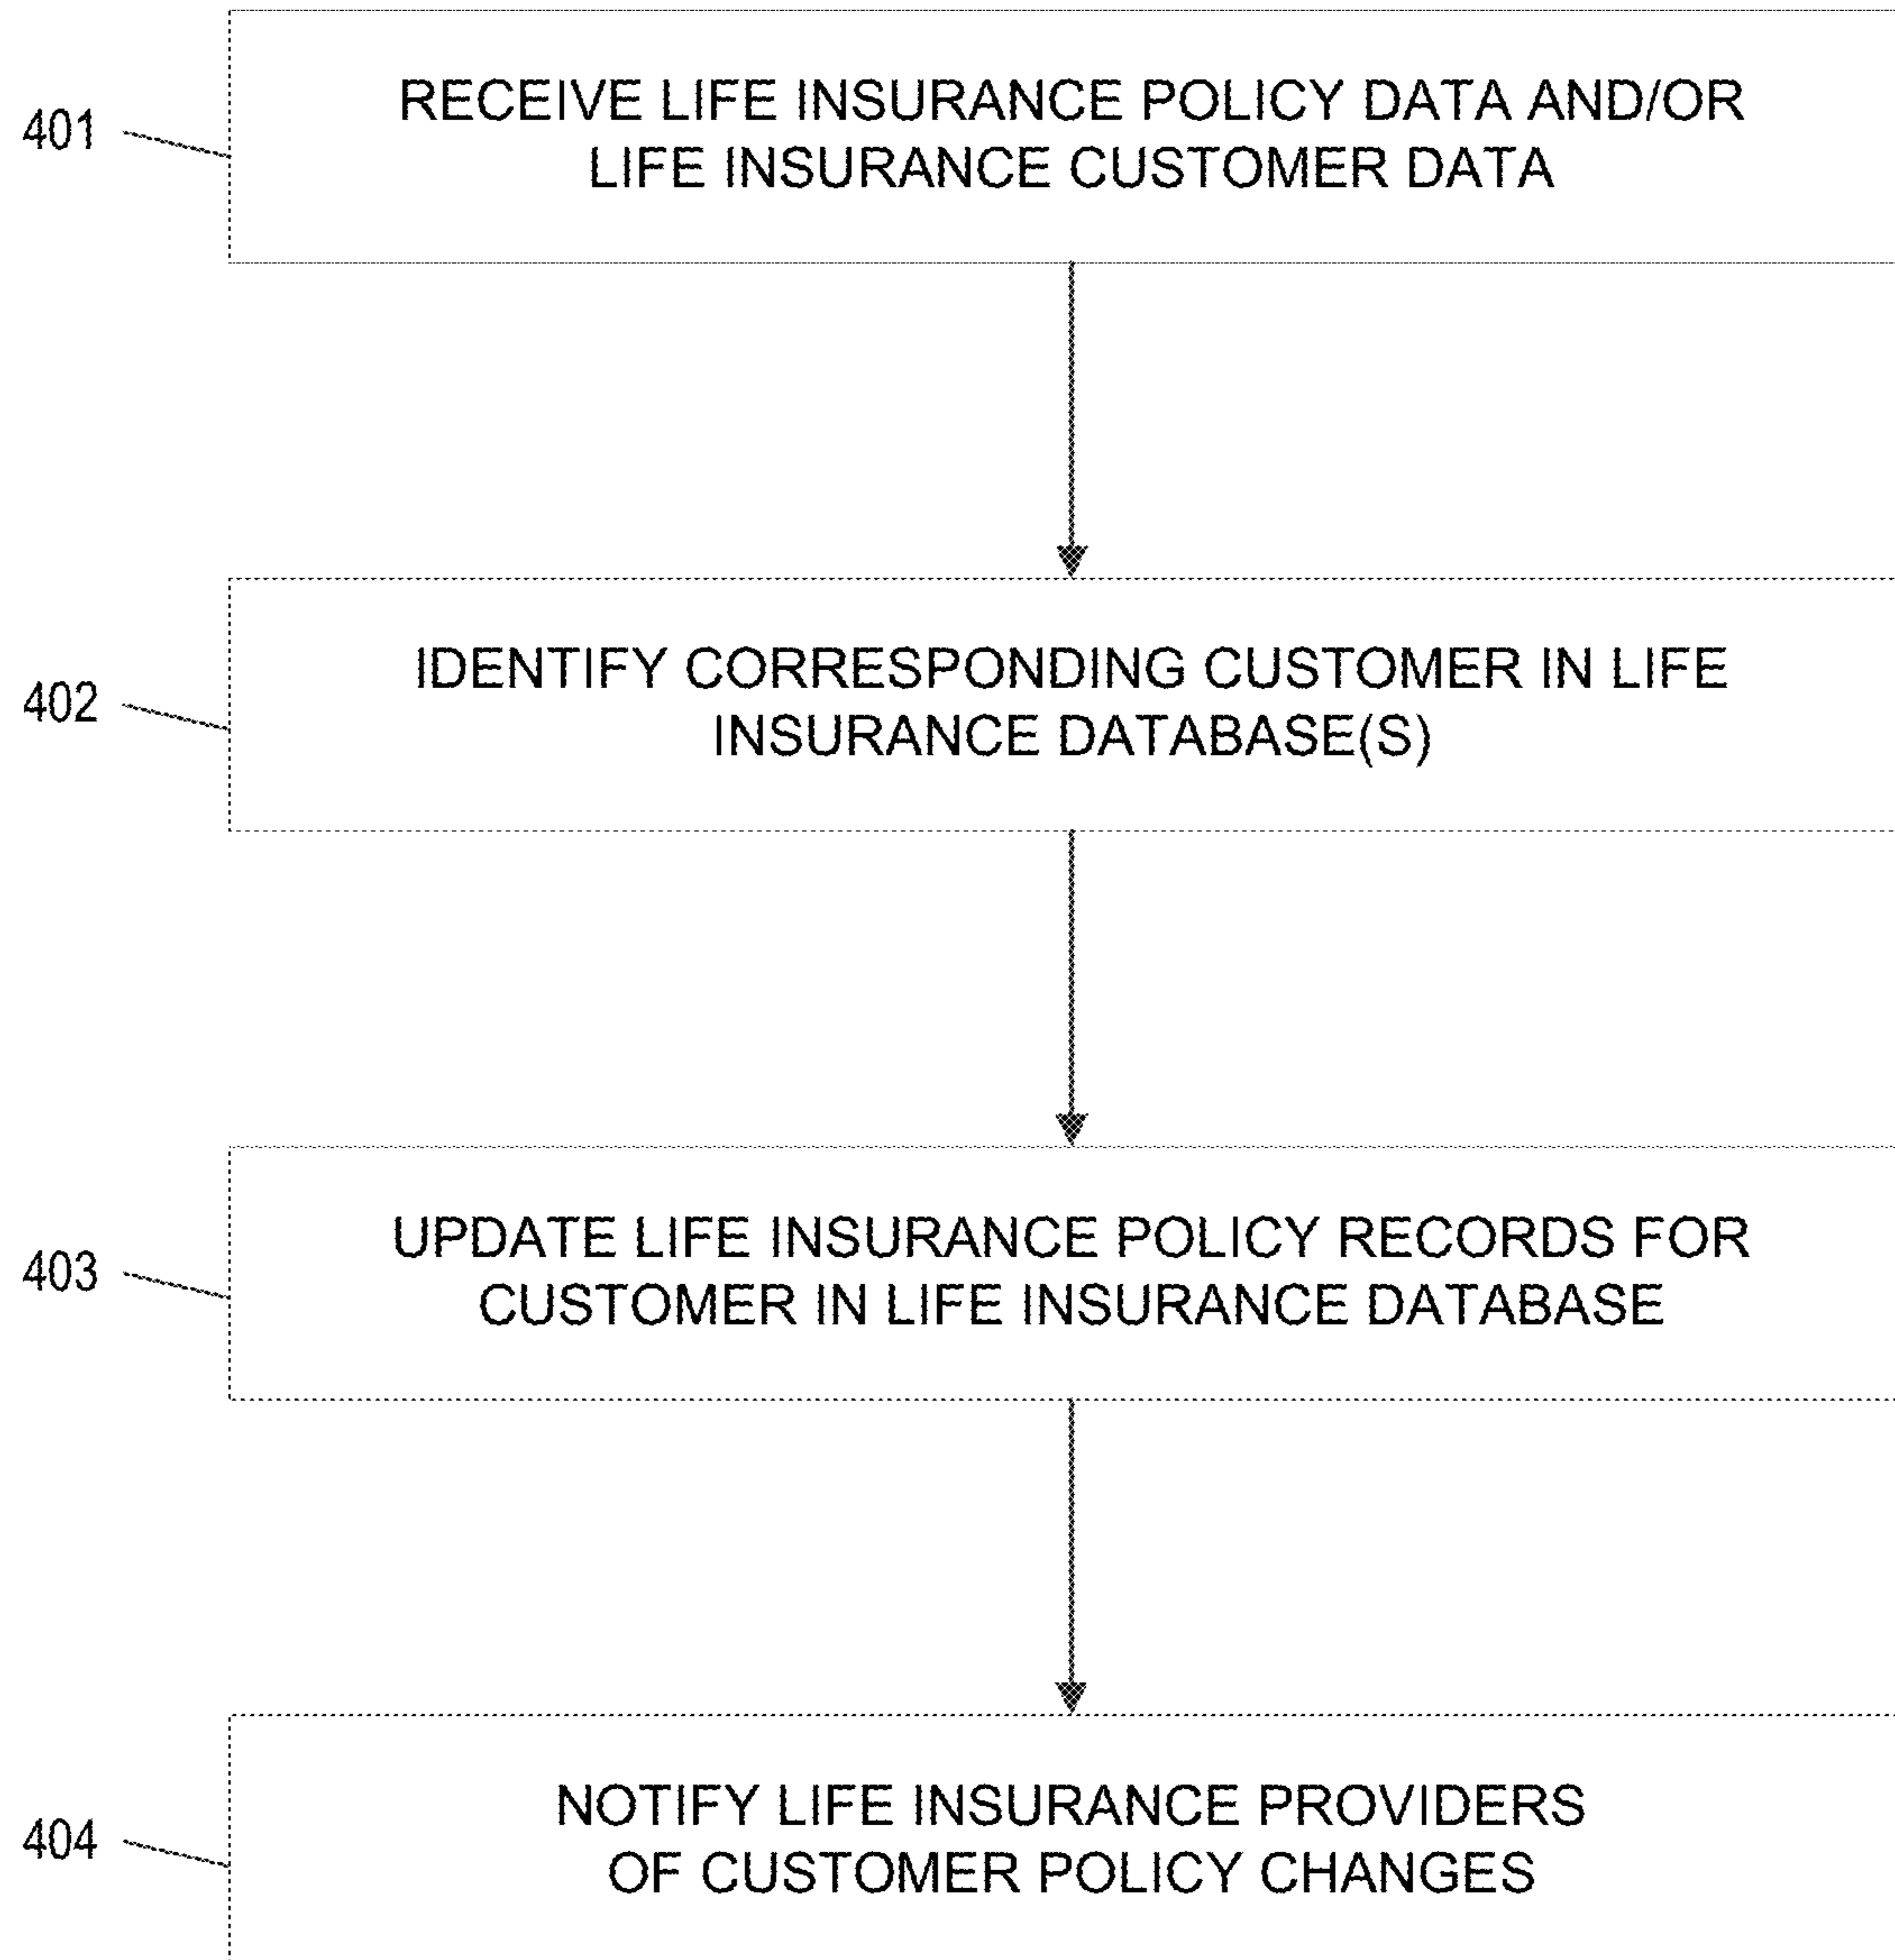 401
RECEIVE LIFE INSURANCE POLICY DATA AND/OR
LIFE INSURANCE CUSTOMER DATA
402
IDENTIFY CORRESPONDING CUSTOMER IN LIFE
INSURANCE DATABASE(S)
403
UPDATE LIFE INSURANCE POLICY RECORDS FOR
CUSTOMER IN LIFE INSURANCE DATABASE
404
NOTIFY LIFE INSURANCE PROVIDERS
OF CUSTOMER POLICY CHANGES